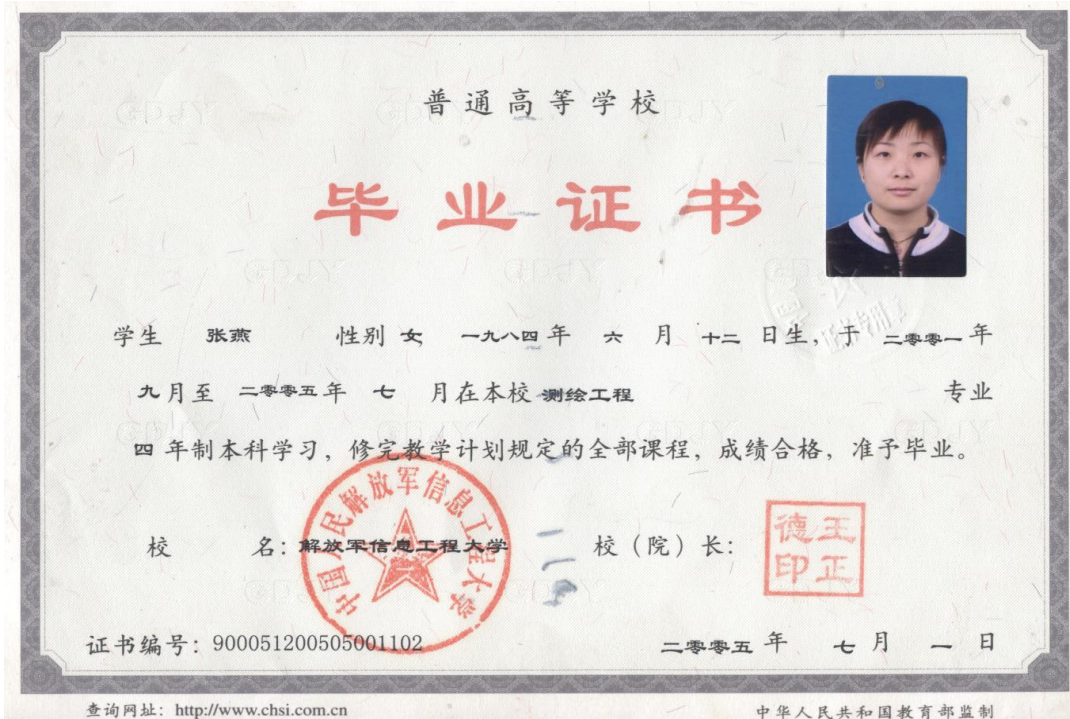 普通高等学校
毕业证书
学生 张燕 性别 女 一九八四年 六 月 十二 日生，于 二零零一年
九月至 二零零五年 七 月在本校 测绘工程 专业
四 年制本科学习，修完教学计划规定的全部课程，成绩合格，准予毕业。
中国人民解放军信息工程大学
校 名：解放军信息工程大学 校（院）长：
王正德印
证书编号：900051200505001102 二零零五 年 七 月 一 日
查询网址：http://www.chsi.com.cn 中华人民共和国教育部监制